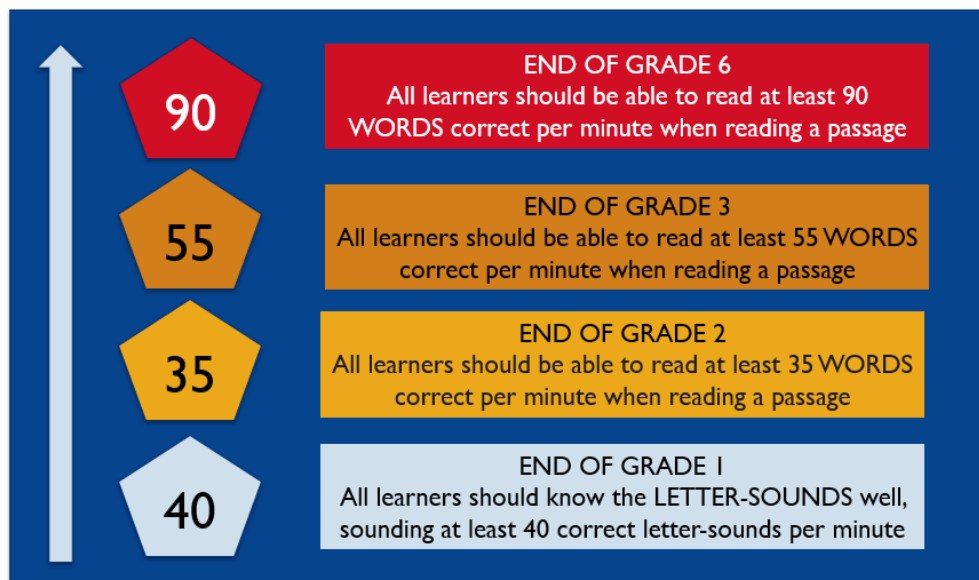 90
END OF GRADE 6
All learners should be able to read at least 90
WORDS correct per minute when reading a passage
55
END OF GRADE 3
All learners should be able to read at least 55 WORDS
correct per minute when reading a passage
35
END OF GRADE 2
All learners should be able to read at least 35 WORDS
correct per minute when reading a passage
40
END OF GRADE 1
All learners should know the LETTER-SOUNDS well,
sounding at least 40 correct letter-sounds per minute